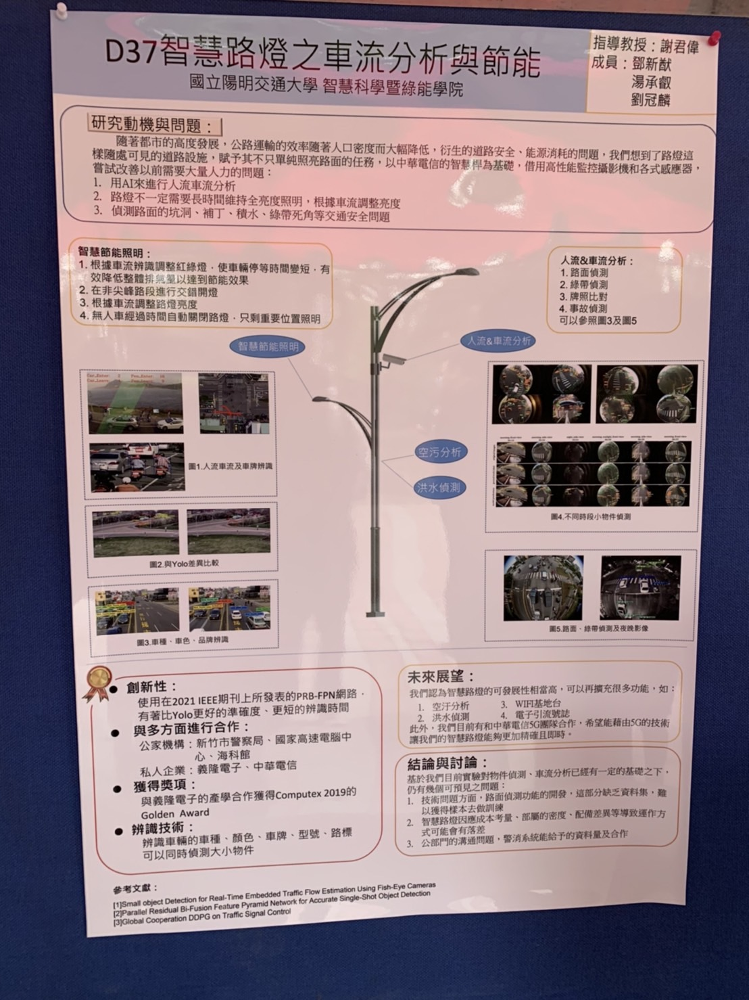 D37智慧路燈之車流分析與節能
國立陽明交通大學 智慧科學暨綠能學院
指導教授：謝君偉
成員：鄧新猷
湯承叡
劉冠麟
研究動機與問題：
隨著都市的高度發展，公路運輸的效率隨著人口密度而大幅降低，衍生的道路安全、能源消耗的問題，我們想到了路燈這
樣隨處可見的道路設施，賦予其不只單純照亮路面的任務，以中華電信的智慧桿為基礎，借用高性能監控攝影機和各式感應器，
嘗試改善以前需要大量人力的問題：
1. 用AI來進行人流車流分析
2. 路燈不一定需要長時間維持全亮度照明，根據車流調整亮度
3. 偵測路面的坑洞、補丁、積水、綠帶死角等交通安全問題
智慧節能照明：
1. 根據車流辨識調整紅綠燈，使車輛停等時間變短，有
效降低整體排氣量以達到節能效果
2. 在非尖峰路段進行交錯開燈
3. 根據車流調整路燈亮度
4. 無人車經過時間自動關閉路燈，只剩重要位置照明
人流&車流分析：
1. 路面偵測
2. 綠帶偵測
3. 牌照比對
4. 事故偵測
可以參照圖3及圖5
智慧節能照明
人流&車流分析
空污分析
洪水偵測
圖1.人流車流及車牌辨識
圖2.與Yolo差異比較
圖3.車種、車色、品牌辨識
圖4.不同時段小物件偵測
圖5.路面、綠帶偵測及夜晚影像
創新性：
使用在2021 IEEE期刊上所發表的PRB-FPN網路，
有著比Yolo更好的準確度、更短的辨識時間
與多方面進行合作：
公家機構：新竹市警察局、國家高速電腦中
心、海科館
私人企業：義隆電子、中華電信
獲得獎項：
與義隆電子的產學合作獲得Computex 2019的
Golden Award
辨識技術：
辨識車輛的車種、顏色、車牌、型號、路標
可以同時偵測大小物件
未來展望：
我們認為智慧路燈的可發展性相當高，可以再擴充很多功能，如：
1. 空汙分析 3. WIFI基地台
2. 洪水偵測 4. 電子引流號誌
此外，我們目前有和中華電信5G團隊合作，希望能藉由5G的技術
讓我們的智慧路燈能夠更加精確且即時。
結論與討論：
基於我們目前實驗對物件偵測、車流分析已經有一定的基礎之下，
仍有幾個可預見之問題：
1. 技術問題方面，路面偵測功能的開發，這部分缺乏資料集，難
以獲得樣本去做訓練
2. 智慧路燈因應成本考量、部屬的密度、配備差異等導致運作方
式可能會有落差
3. 公部門的溝通問題，警消系統能給予的資料量及合作
參考文獻：
[1]Small object Detection for Real-Time Embedded Traffic Flow Estimation Using Fish-Eye Cameras
[2]Parallel Residual Bi-Fusion Feature Pyramid Network for Accurate Single-Shot Object Detection
[3]Global Cooperation DDPG on Traffic Signal Control